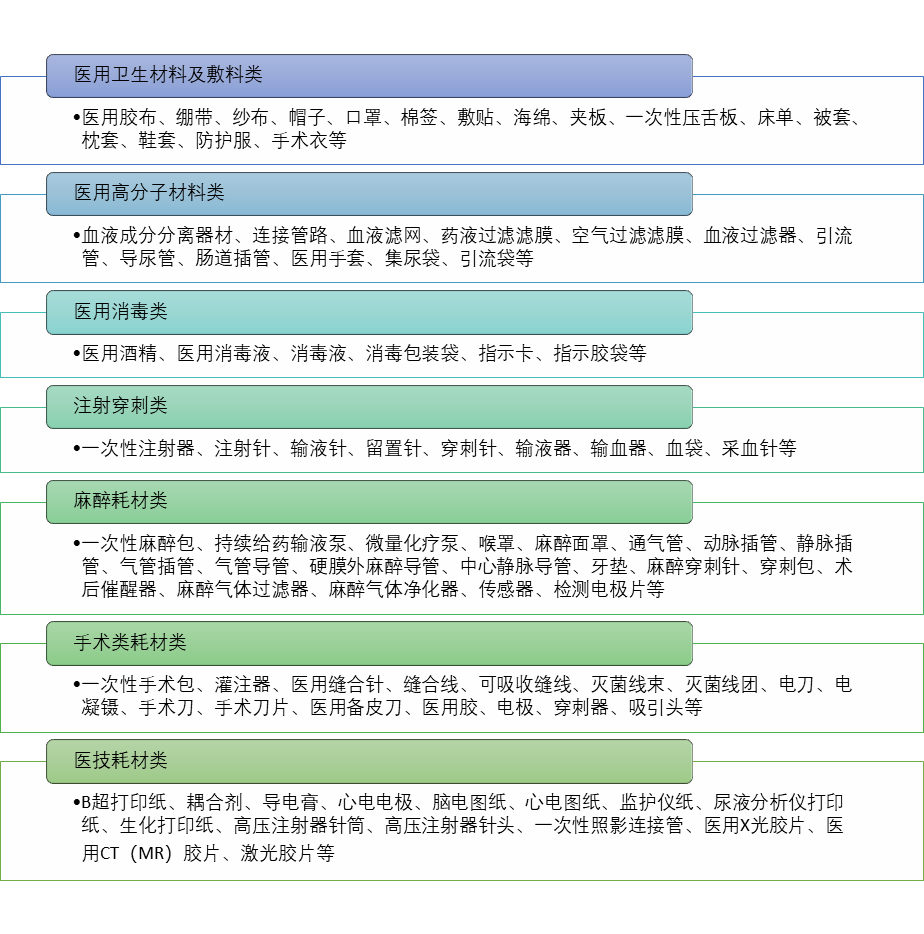 医用卫生材料及敷料类
•医用胶布、绷带、纱布、帽子、口罩、棉签、敷贴、海绵、夹板、一次性压舌板、床单、被套、
枕套、鞋套、防护服、手术衣等
医用高分子材料类
•血液成分分离器材、连接管路、血液滤网、药液过滤滤膜、空气过滤滤膜、血液过滤器、引流
管、导尿管、肠道插管、医用手套、集尿袋、引流袋等
医用消毒类
•医用酒精、医用消毒液、消毒液、消毒包装袋、指示卡、指示胶袋等
注射穿刺类
•一次性注射器、注射针、输液针、留置针、穿刺针、输液器、输血器、血袋、采血针等
麻醉耗材类
•一次性麻醉包、持续给药输液泵、微量化疗泵、喉罩、麻醉面罩、通气管、动脉插管、静脉插
管、气管插管、气管导管、硬膜外麻醉导管、中心静脉导管、牙垫、麻醉穿刺针、穿刺包、术
后催醒器、麻醉气体过滤器、麻醉气体净化器、传感器、检测电极片等
手术类耗材类
•一次性手术包、灌注器、医用缝合针、缝合线、可吸收缝线、灭菌线束、灭菌线团、电刀、电
凝镊、手术刀、手术刀片、医用备皮刀、医用胶、电极、穿刺器、吸引头等
医技耗材类
•B超打印纸、耦合剂、导电膏、心电电极、脑电图纸、心电图纸、监护仪纸、尿液分析仪打印
纸、生化打印纸、高压注射器针筒、高压注射器针头、一次性照影连接管、医用X光胶片、医
用CT（MR）胶片、激光胶片等